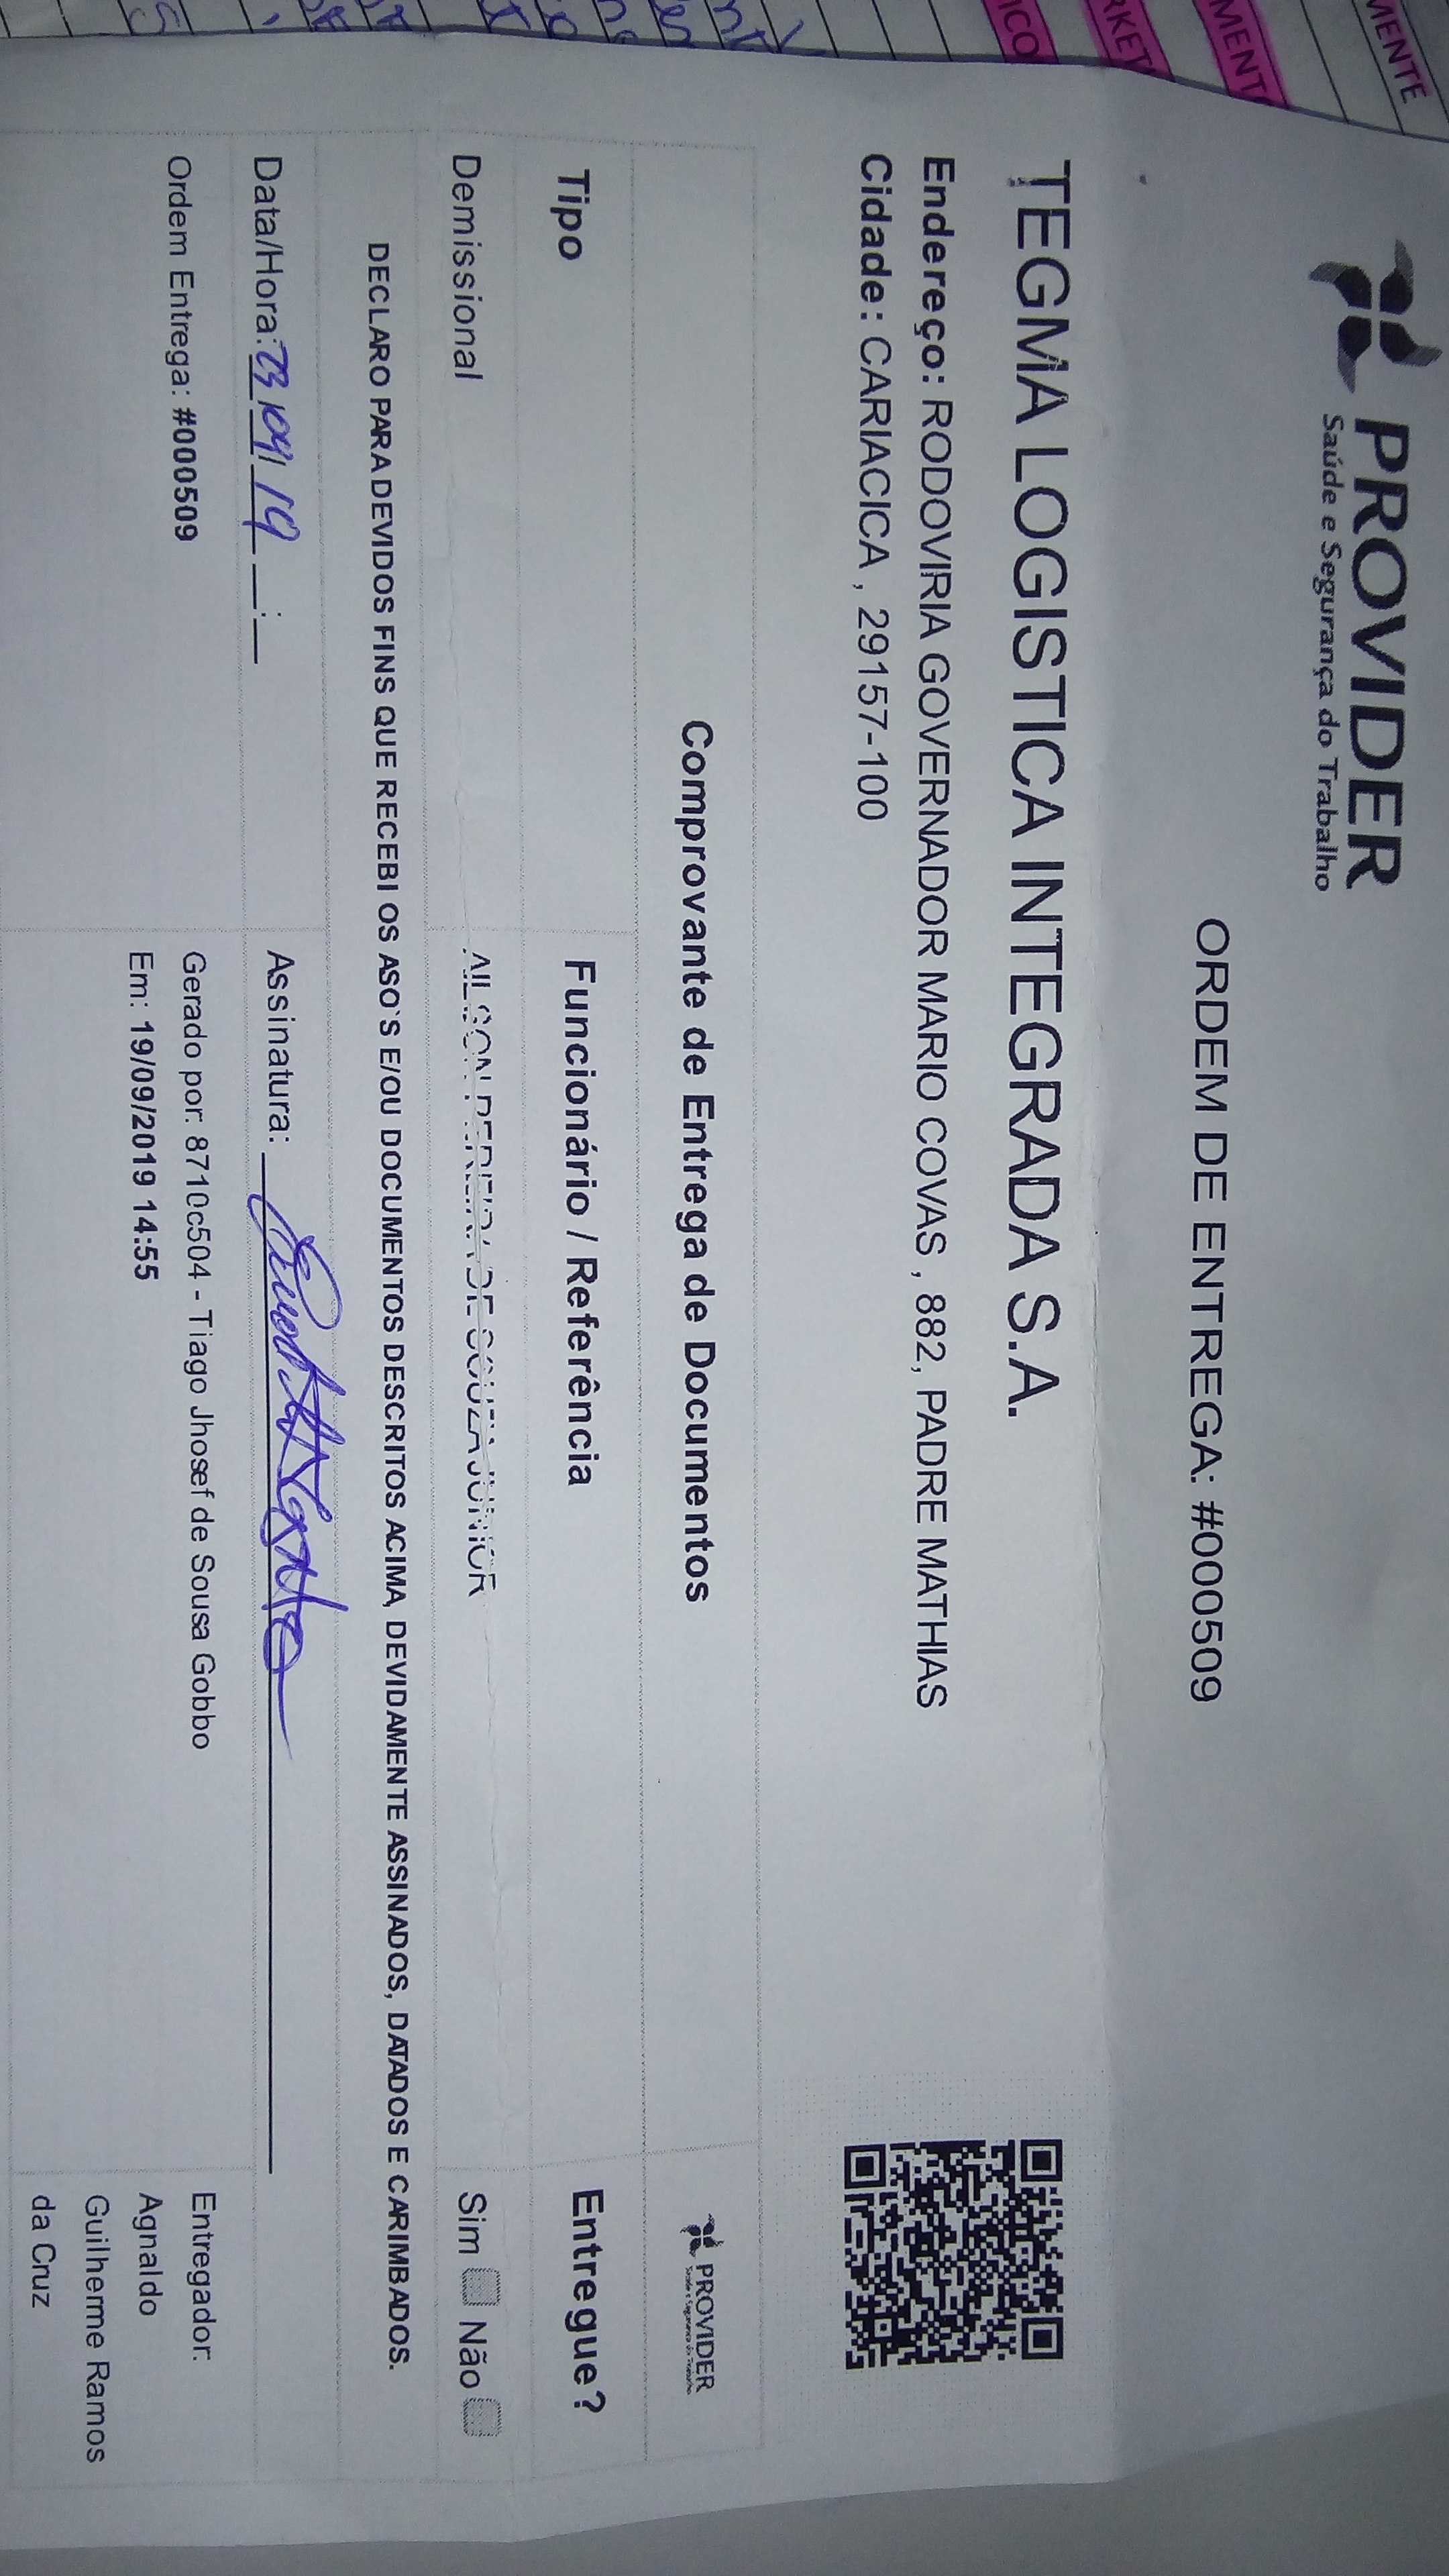 MENTE
MENTO
RKET
ICO
PROVIDER
Saúde e Segurança do Trabalho
ORDEM DE ENTREGA: #000509
TEGMA LOGISTICA INTEGRADA S.A.
Endereço: RODOVIRIA GOVERNADOR MARIO COVAS , 882, PADRE MATHIAS
Cidade: CARIACICA , 29157-100
Comprovante de Entrega de Documentos
PROVIDER
Saúde e Segurança do Trabalho
Tipo Funcionário / Referência Entregue?
Demissional AILSON PEREIRA DE SOUZA JUNIOR Sim Não
DECLARO PARA DEVIDOS FINS QUE RECEBI OS ASO`S E/OU DOCUMENTOS DESCRITOS ACIMA, DEVIDAMENTE ASSINADOS, DATADOS E CARIMBADOS.
Data/Hora: 23/09/19 __:__ Assinatura:
Ordem Entrega: #000509
Gerado por: 8710c504 - Tiago Jhosef de Sousa Gobbo
Em: 19/09/2019 14:55
Entregador:
Agnaldo
Guilherme Ramos
da Cruz